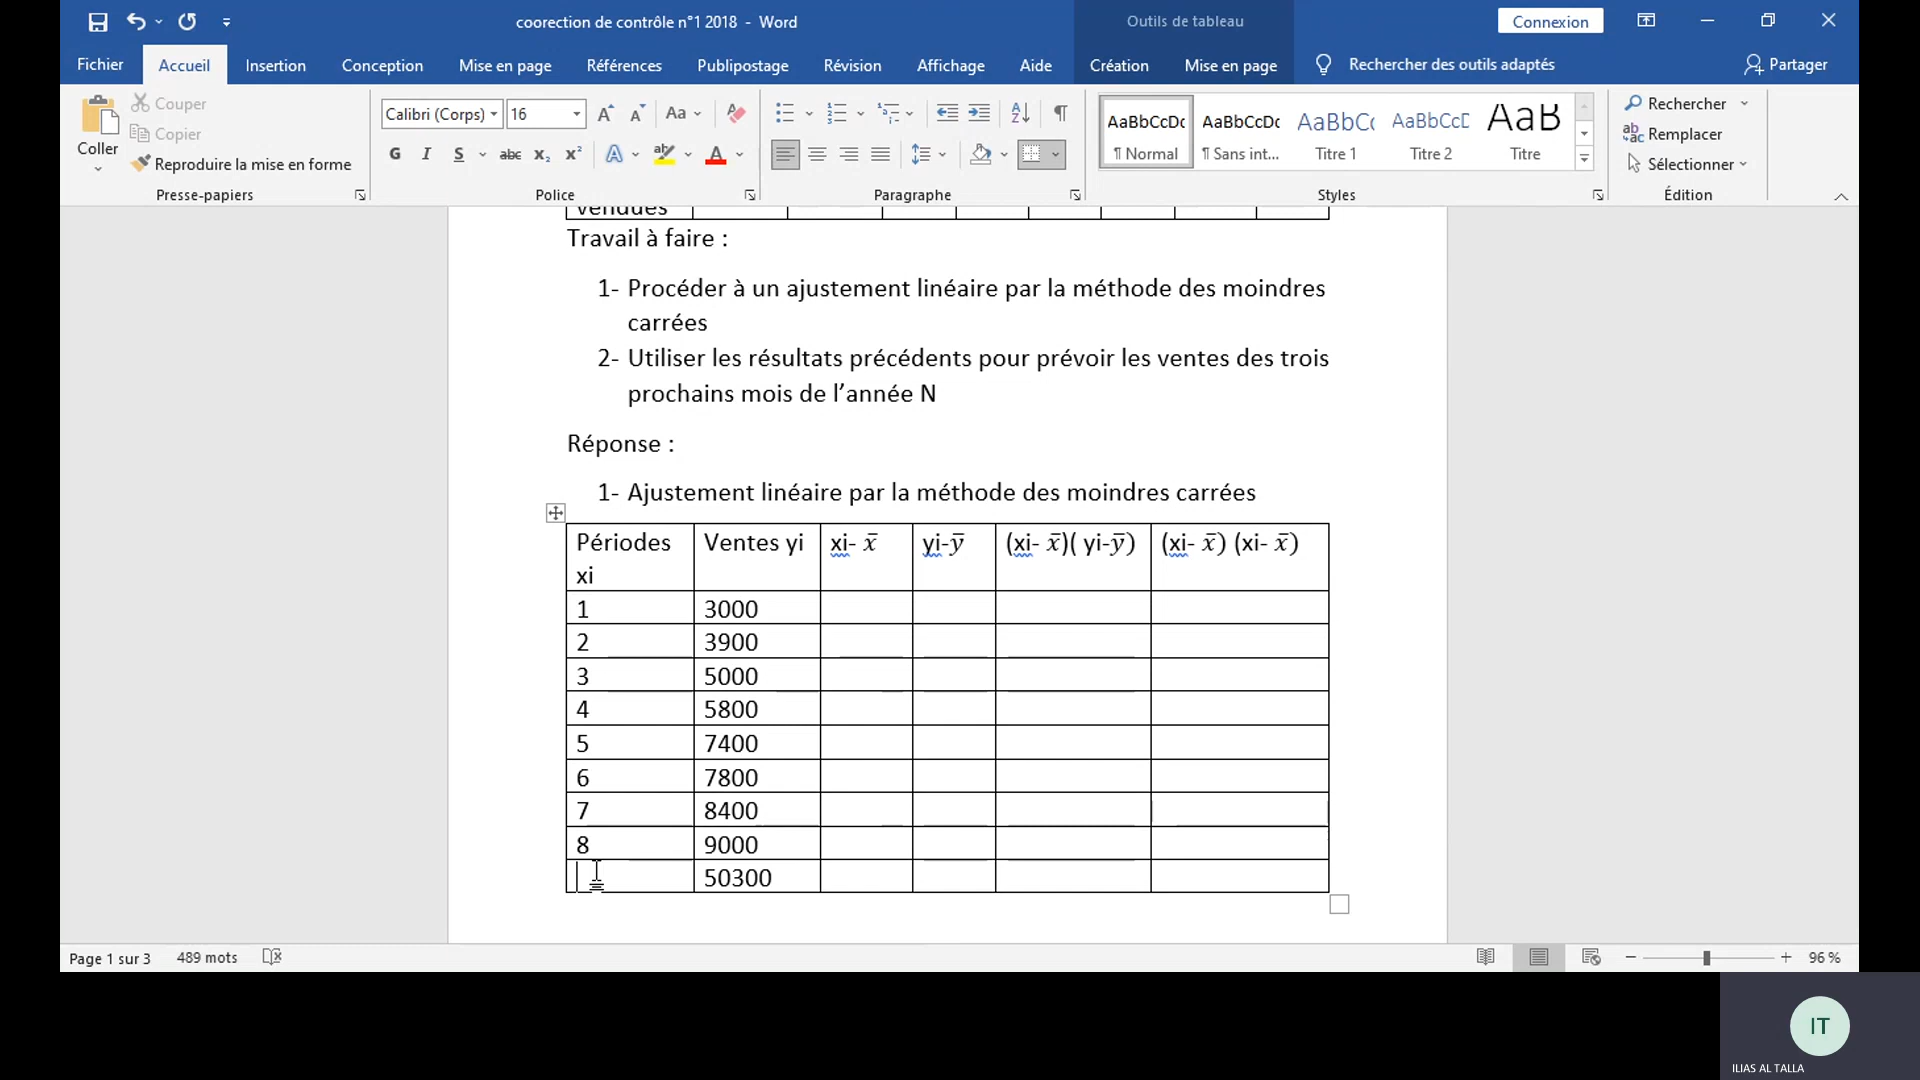 coorection de contrôle n°1 2018 - Word
Outils de tableau
Connexion
Fichier Accueil Insertion Conception Mise en page Références Publipostage Révision Affichage Aide Création Mise en page Rechercher des outils adaptés Partager
Coller
Couper
Copier
Reproduire la mise en forme
Presse-papiers
Calibri (Corps) 16
G I S abc x₂ x²
Police
Paragraphe
AaBbCcDc AaBbCcDc AaBbCc AaBbCcD AaB
¶ Normal ¶ Sans int... Titre 1 Titre 2 Titre
Styles
Rechercher
Remplacer
Sélectionner
Édition
vendues
Travail à faire :
1- Procéder à un ajustement linéaire par la méthode des moindres
carrées
2- Utiliser les résultats précédents pour prévoir les ventes des trois
prochains mois de l’année N
Réponse :
1- Ajustement linéaire par la méthode des moindres carrées
Périodes Ventes yi xi- x̄ yi-ȳ (xi- x̄)( yi-ȳ) (xi- x̄) (xi- x̄)
xi
1 3000
2 3900
3 5000
4 5800
5 7400
6 7800
7 8400
8 9000
50300
Page 1 sur 3 489 mots 96 %
IT
ILIAS AL TALLA